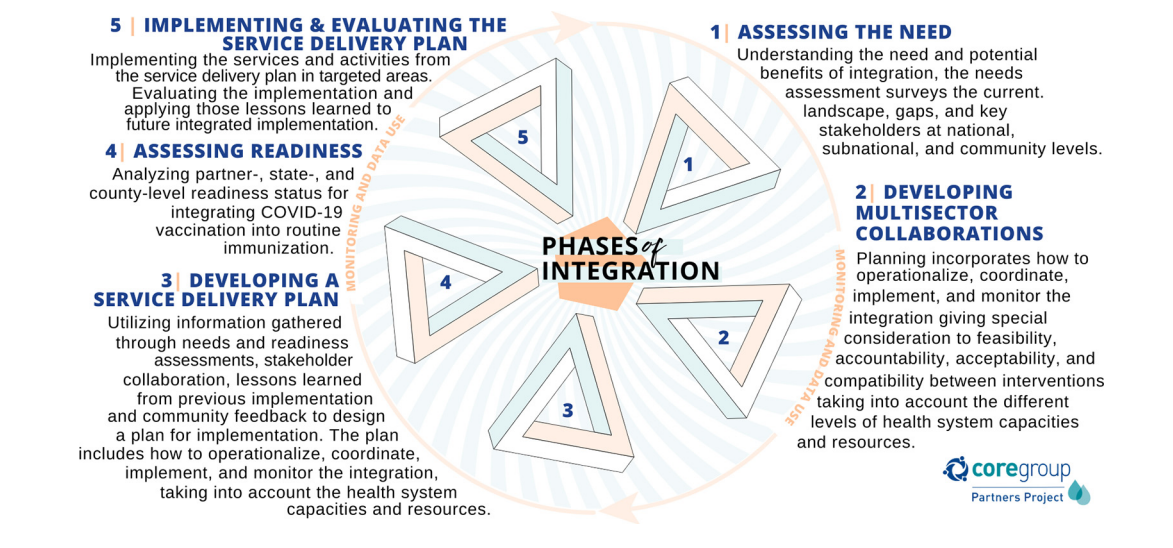 1| ASSESSING THE NEED
Understanding the need and potential
benefits of integration, the needs
assessment surveys the current.
landscape, gaps, and key
stakeholders at national,
subnational, and community levels.
2| DEVELOPING
MULTISECTOR
COLLABORATIONS
Planning incorporates how to
operationalize, coordinate,
implement, and monitor the
integration giving special
consideration to feasibility,
accountability, acceptability, and
compatibility between interventions
taking into account the different
levels of health system capacities
and resources.
3| DEVELOPING A
SERVICE DELIVERY PLAN
Utilizing information gathered
through needs and readiness
assessments, stakeholder
collaboration, lessons learned
from previous implementation
and community feedback to design
a plan for implementation. The plan
includes how to operationalize, coordinate,
implement, and monitor the integration,
taking into account the health system
capacities and resources.
4| ASSESSING READINESS
Analyzing partner-, state-, and
county-level readiness status for
integrating COVID-19
vaccination into routine
immunization.
5 | IMPLEMENTING & EVALUATING THE
SERVICE DELIVERY PLAN
Implementing the services and activities from
the service delivery plan in targeted areas.
Evaluating the implementation and
applying those lessons learned to
future integrated implementation.
MONITORING AND DATA USE
MONITORING AND DATA USE
PHASES of
INTEGRATION
1
2
3
4
5
coregroup
Partners Project